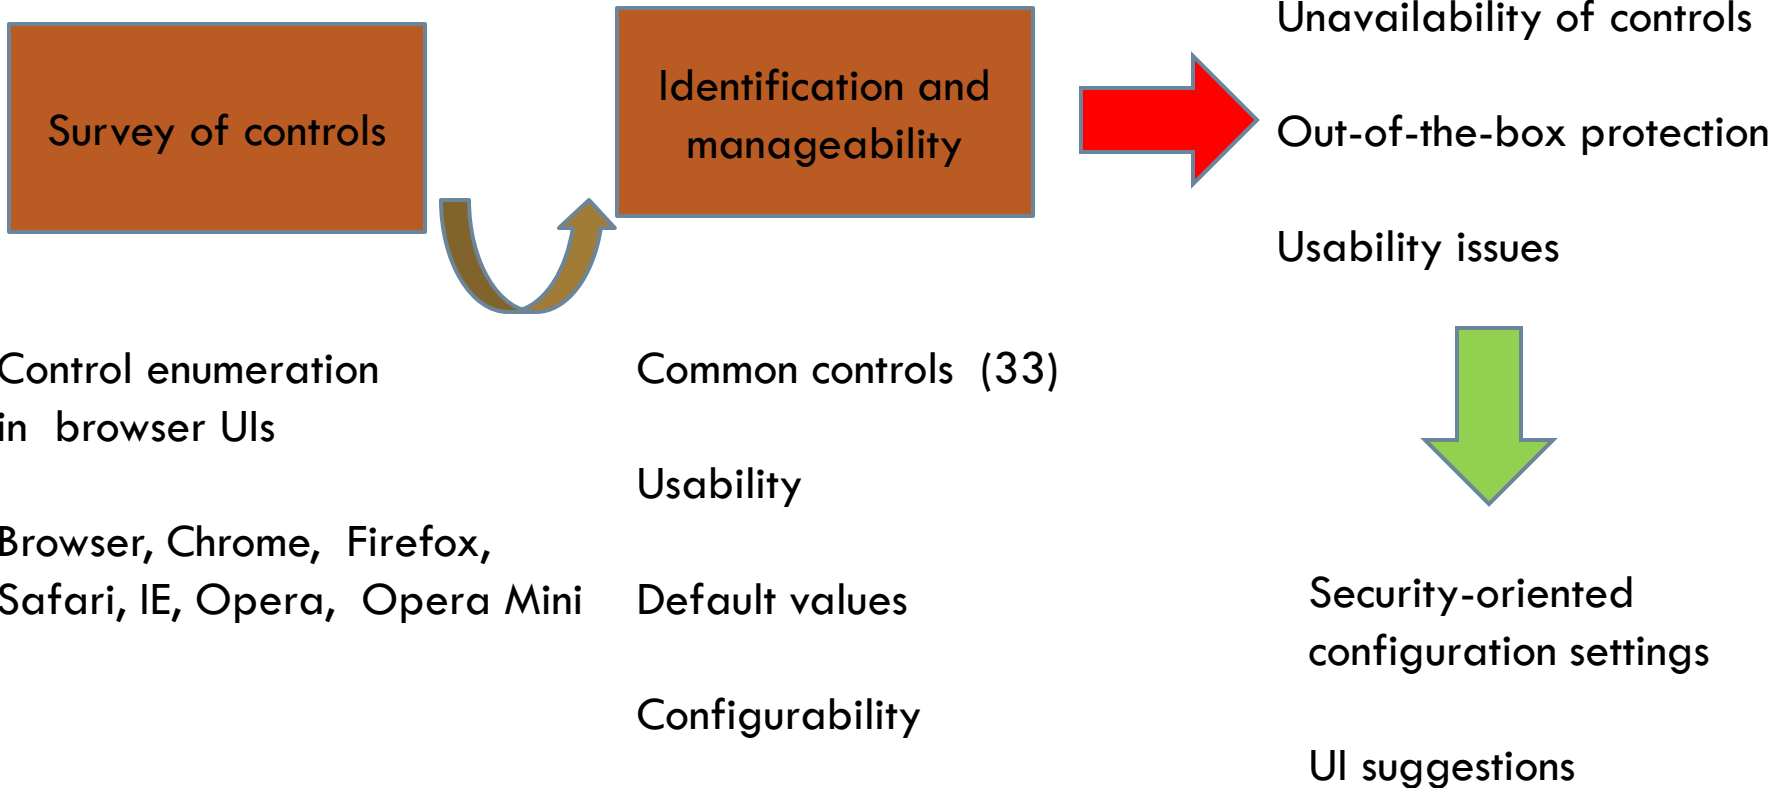 Survey of controls
Identification and
manageability
Unavailability of controls
Out-of-the-box protection
Usability issues
Control enumeration
in browser UIs
Browser, Chrome, Firefox,
Safari, IE, Opera, Opera Mini
Common controls (33)
Usability
Default values
Configurability
Security-oriented
configuration settings
UI suggestions